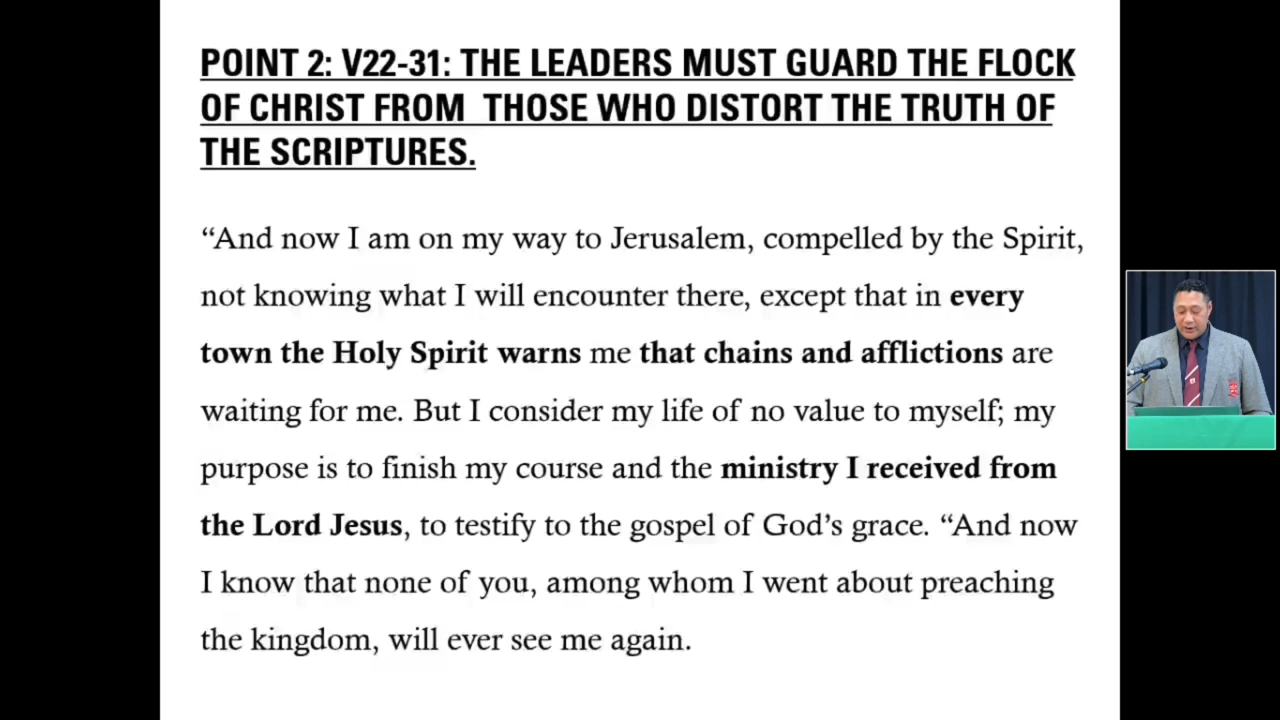 POINT 2: V22-31: THE LEADERS MUST GUARD THE FLOCK
OF CHRIST FROM  THOSE WHO DISTORT THE TRUTH OF
THE SCRIPTURES.
“And now I am on my way to Jerusalem, compelled by the Spirit,
not knowing what I will encounter there, except that in every
town the Holy Spirit warns me that chains and afflictions are
waiting for me. But I consider my life of no value to myself; my
purpose is to finish my course and the ministry I received from
the Lord Jesus, to testify to the gospel of God’s grace. “And now
I know that none of you, among whom I went about preaching
the kingdom, will ever see me again.